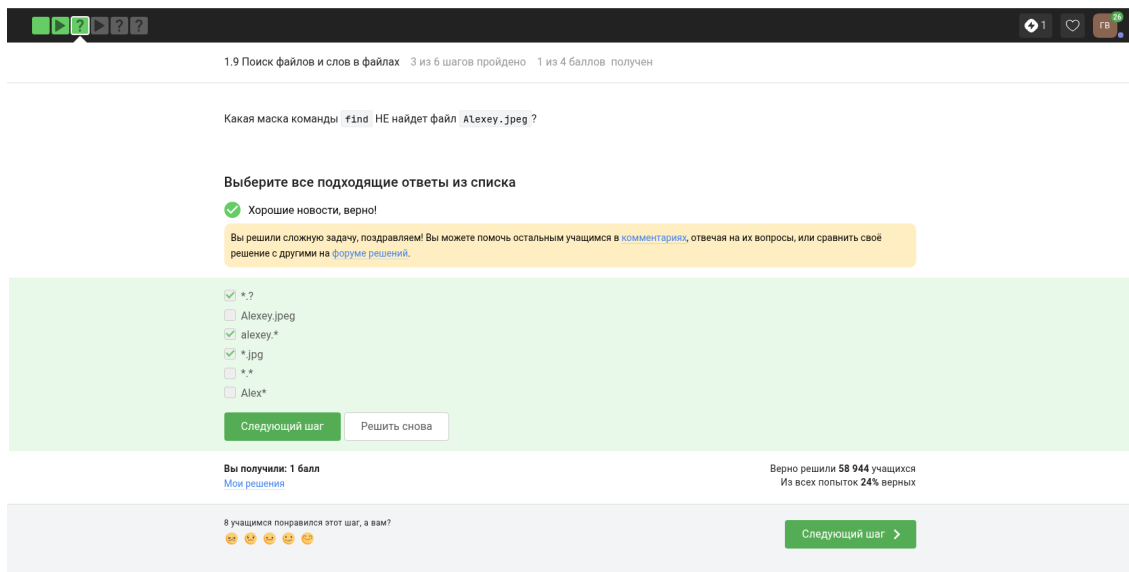 ? ? ?
1
ГВ
26
1.9 Поиск файлов и слов в файлах 3 из 6 шагов пройдено 1 из 4 баллов получен
Какая маска команды find НЕ найдет файл Alexey.jpeg ?
Выберите все подходящие ответы из списка
Хорошие новости, верно!
Вы решили сложную задачу, поздравляем! Вы можете помочь остальным учащимся в комментариях, отвечая на их вопросы, или сравнить своё
решение с другими на форуме решений.
*.?
Alexey.jpeg
alexey.*
*.jpg
*.*
Alex*
Следующий шаг Решить снова
Вы получили: 1 балл
Мои решения
Верно решили 58 944 учащихся
Из всех попыток 24% верных
8 учащимся понравился этот шаг, а вам?
Следующий шаг